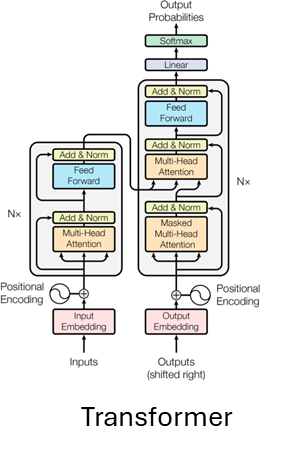 Output
Probabilities
Softmax
Linear
Add & Norm
Feed
Forward
Add & Norm
Multi-Head
Attention
Add & Norm
Masked
Multi-Head
Attention
Nx
Positional
Encoding
Output
Embedding
Outputs
(shifted right)
Add & Norm
Feed
Forward
Add & Norm
Multi-Head
Attention
N×
Positional
Encoding
Input
Embedding
Inputs
Transformer